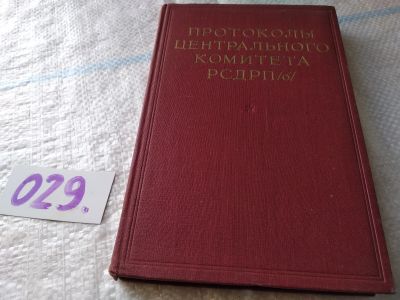 ПРОТОКОЛЫ
ЦЕНТРАЛЬНОГО
КОМИТЕТА
РСДРП/б/
029.